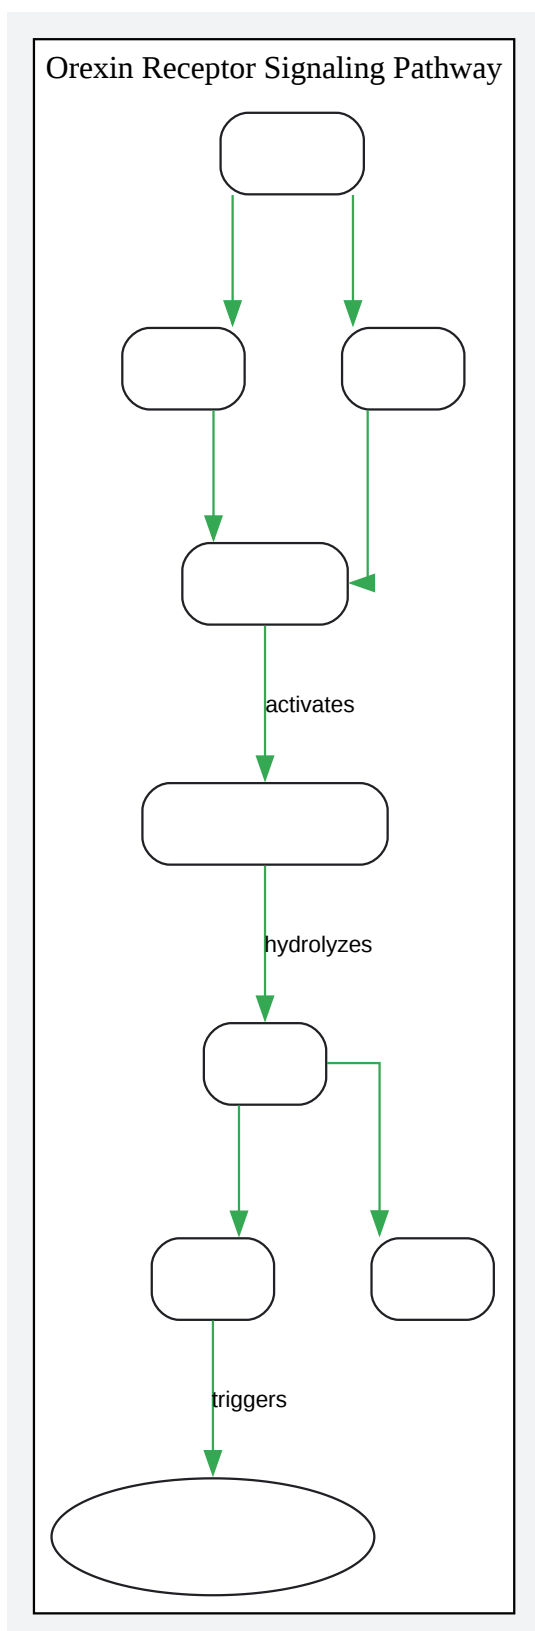 Orexin Receptor Signaling Pathway
activates
hydrolyzes
triggers